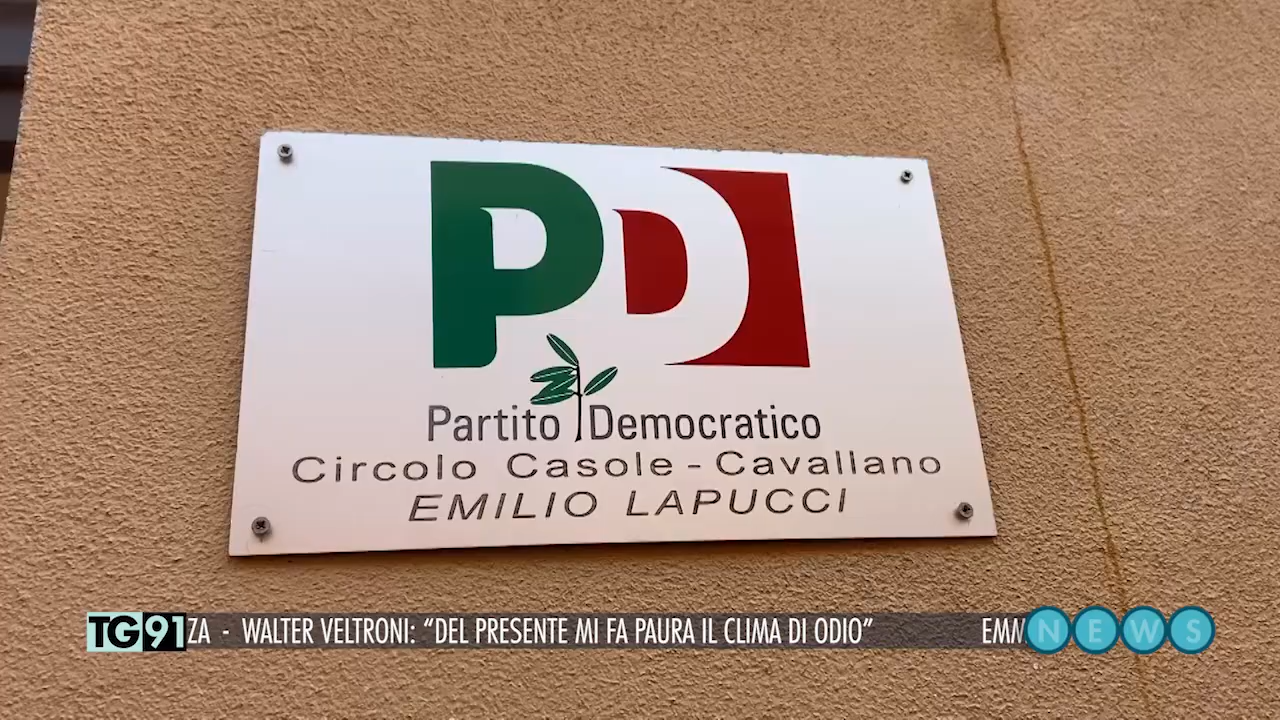 PD
Partito Democratico
Circolo Casole - Cavallano
EMILIO LAPUCCI
TG91 ZA - WALTER VELTRONI: “DEL PRESENTE MI FA PAURA IL CLIMA DI ODIO” EMM NEWS